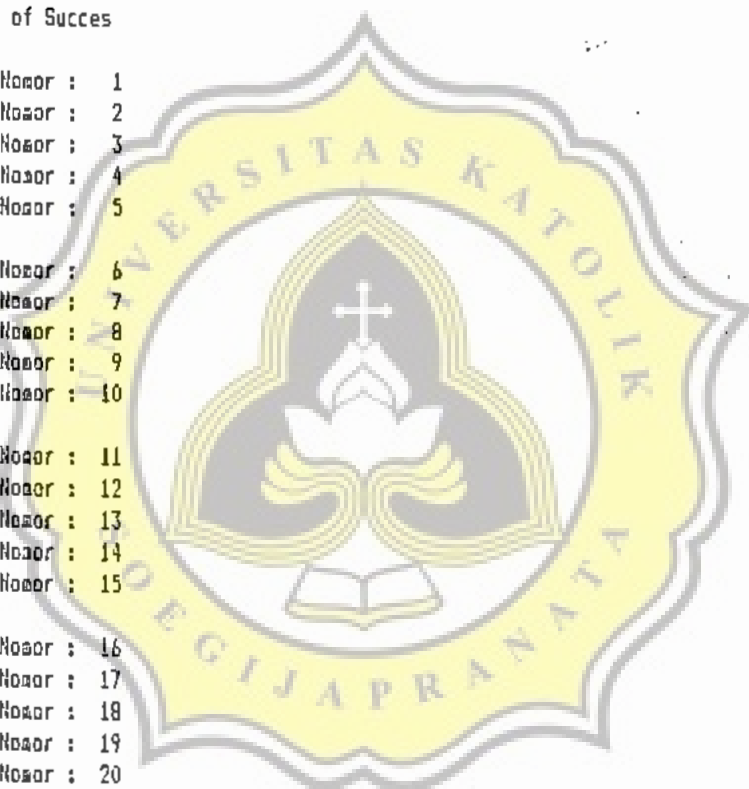 of Succes
Nomor : 1
Nomor : 2
Nomor : 3
Nomor : 4
Nomor : 5
Nomor : 6
Nomor : 7
Nomor : 8
Nomor : 9
Nomor : 10
Nomor : 11
Nomor : 12
Nomor : 13
Nomor : 14
Nomor : 15
Nomor : 16
Nomor : 17
Nomor : 18
Nomor : 19
Nomor : 20
UNIVERSITAS KATOLIK
SOEGIJAPRANATA